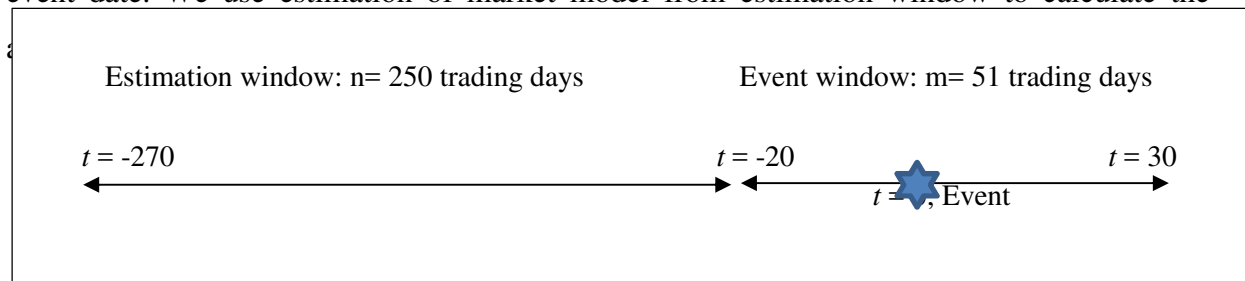 event date. We use estimation of market model from estimation window to calculate the
Estimation window: n= 250 trading days Event window: m= 51 trading days
t = -270 t = -20 t = 30
t = , Event